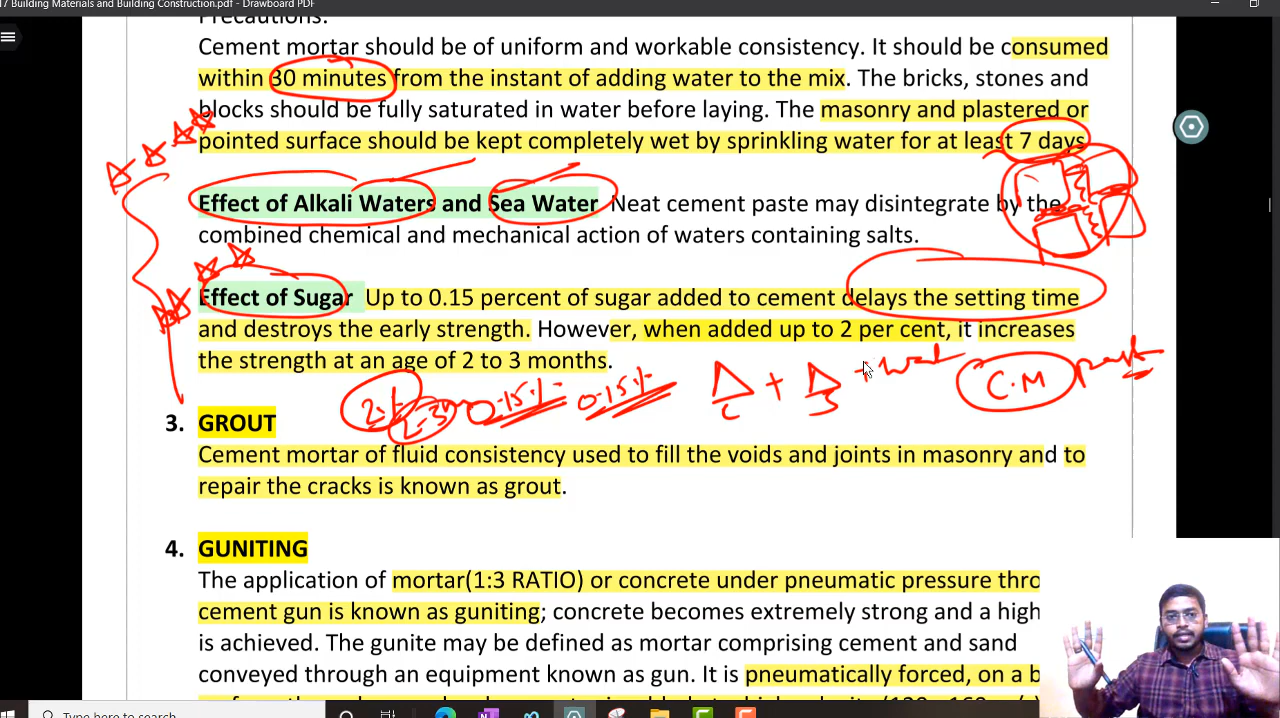 17 Building Materials and Building Construction.pdf - Drawboard PDF
Precautions:
Cement mortar should be of uniform and workable consistency. It should be consumed
within 30 minutes from the instant of adding water to the mix. The bricks, stones and
blocks should be fully saturated in water before laying. The masonry and plastered or
pointed surface should be kept completely wet by sprinkling water for at least 7 days
Effect of Alkali Waters and Sea Water Neat cement paste may disintegrate by the
combined chemical and mechanical action of waters containing salts.
Effect of Sugar Up to 0.15 percent of sugar added to cement delays the setting time
and destroys the early strength. However, when added up to 2 per cent, it increases
the strength at an age of 2 to 3 months.
2-3 0.15% 0.15% C + S + wat C.M past
3. GROUT
Cement mortar of fluid consistency used to fill the voids and joints in masonry and to
repair the cracks is known as grout.
4. GUNITING
The application of mortar(1:3 RATIO) or concrete under pneumatic pressure thro
cement gun is known as guniting; concrete becomes extremely strong and a high
is achieved. The gunite may be defined as mortar comprising cement and sand
conveyed through an equipment known as gun. It is pneumatically forced, on a b
Type here to search